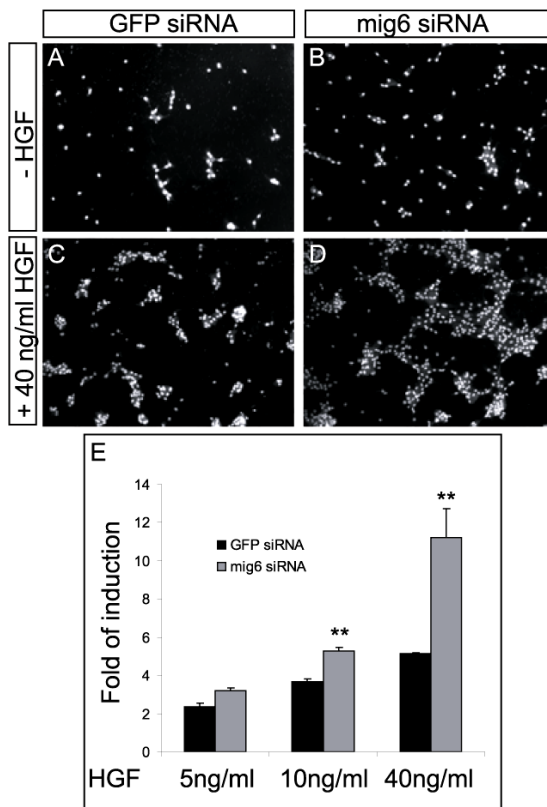 GFP siRNA
mig6 siRNA
- HGF
A
B
+ 40 ng/ml HGF
C
D
E
Fold of induction
14
12
10
8
6
4
2
0
GFP siRNA
mig6 siRNA
**
**
HGF
5ng/ml
10ng/ml
40ng/ml